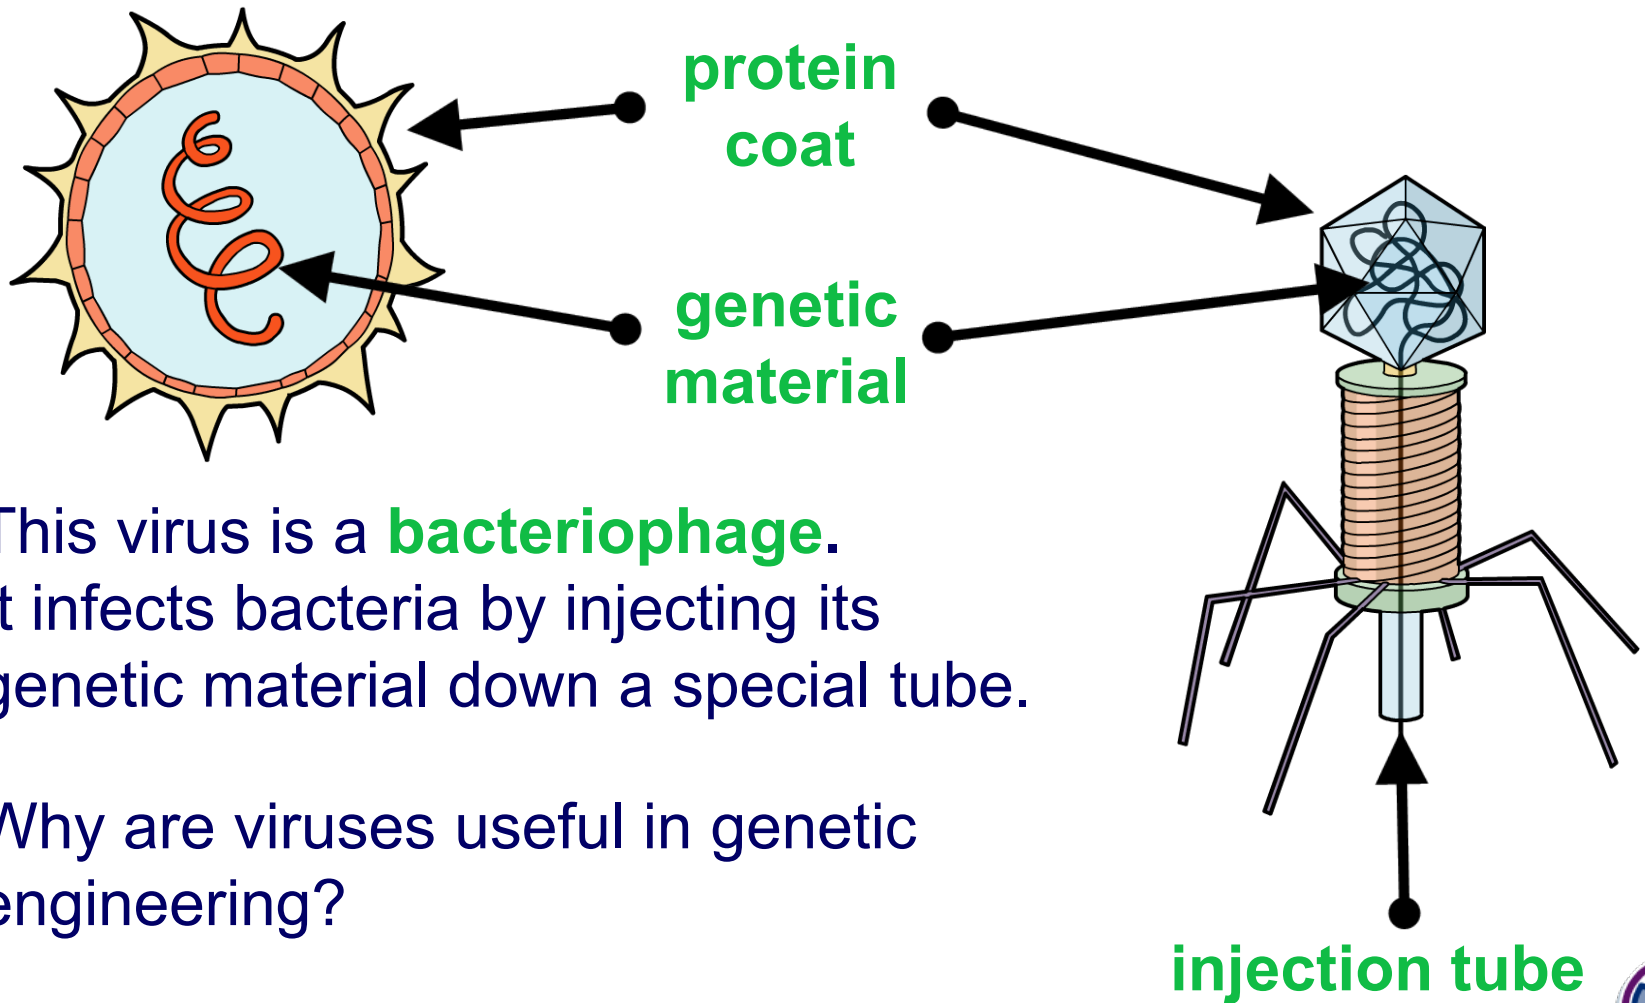 protein
coat
genetic
material
This virus is a bacteriophage.
t infects bacteria by injecting its
genetic material down a special tube.
Why are viruses useful in genetic
engineering?
injection tube